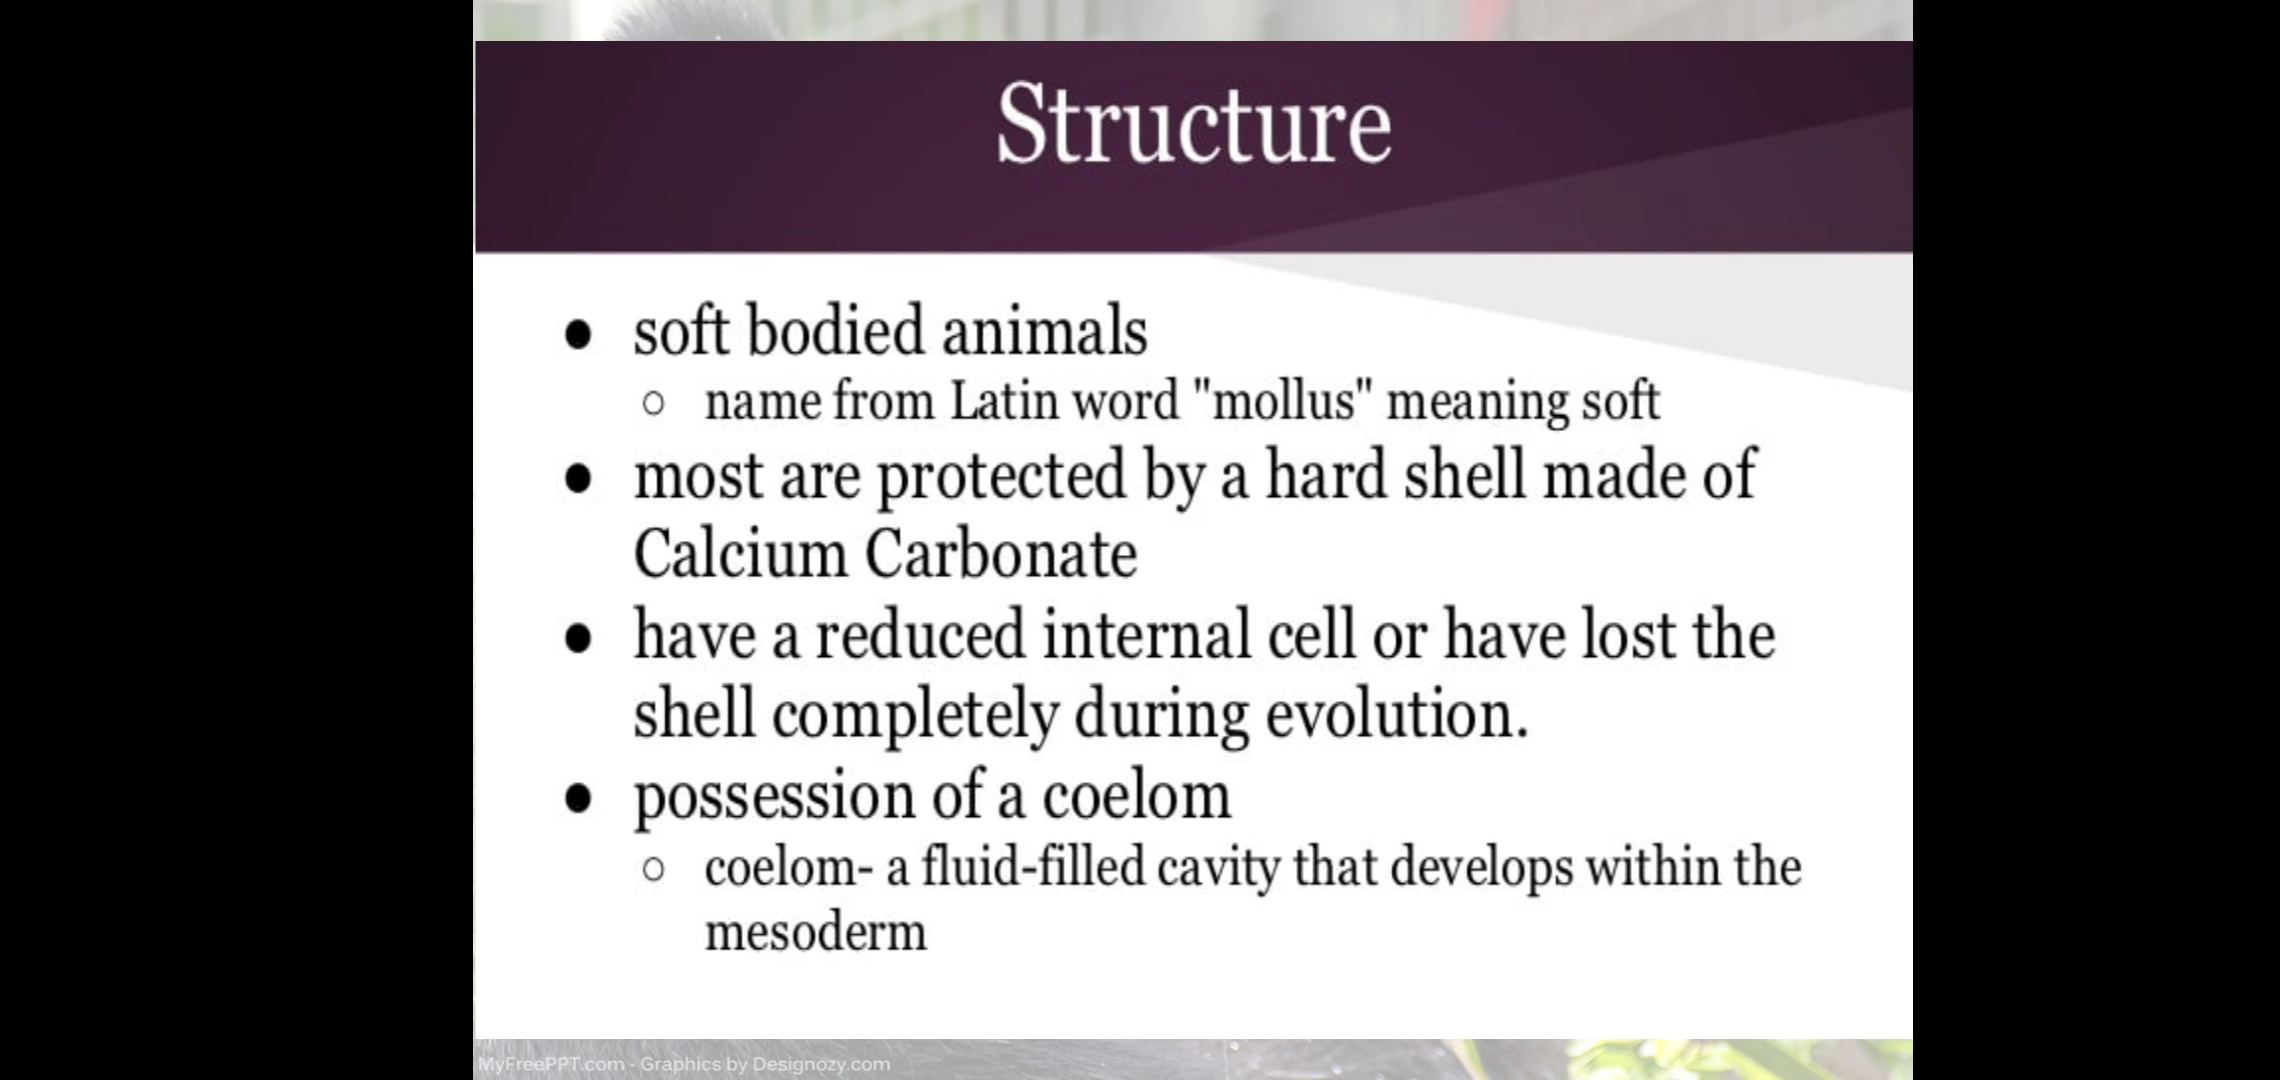 Structure
● soft bodied animals
○ name from Latin word "mollus" meaning soft
● most are protected by a hard shell made of
Calcium Carbonate
● have a reduced internal cell or have lost the
shell completely during evolution.
● possession of a coelom
○ coelom- a fluid-filled cavity that develops within the
mesoderm
MyFreePPT.com - Graphics by Designozy.com